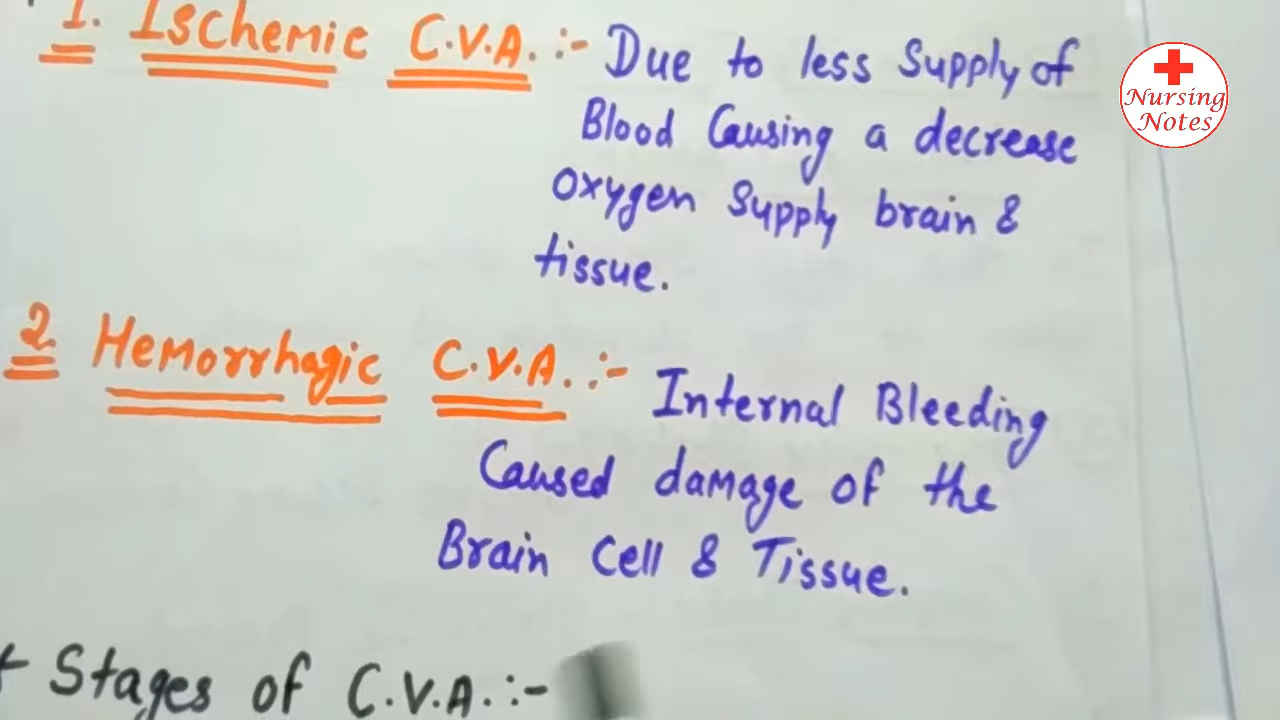 1. Ischemic C.V.A. :- Due to less Supply of
Blood Causing a decrease
Oxygen Supply brain &
tissue.
2. Hemorrhagic C.V.A. :- Internal Bleeding
Caused damage of the
Brain Cell & Tissue.
Stages of C.V.A. :-
Nursing
Notes